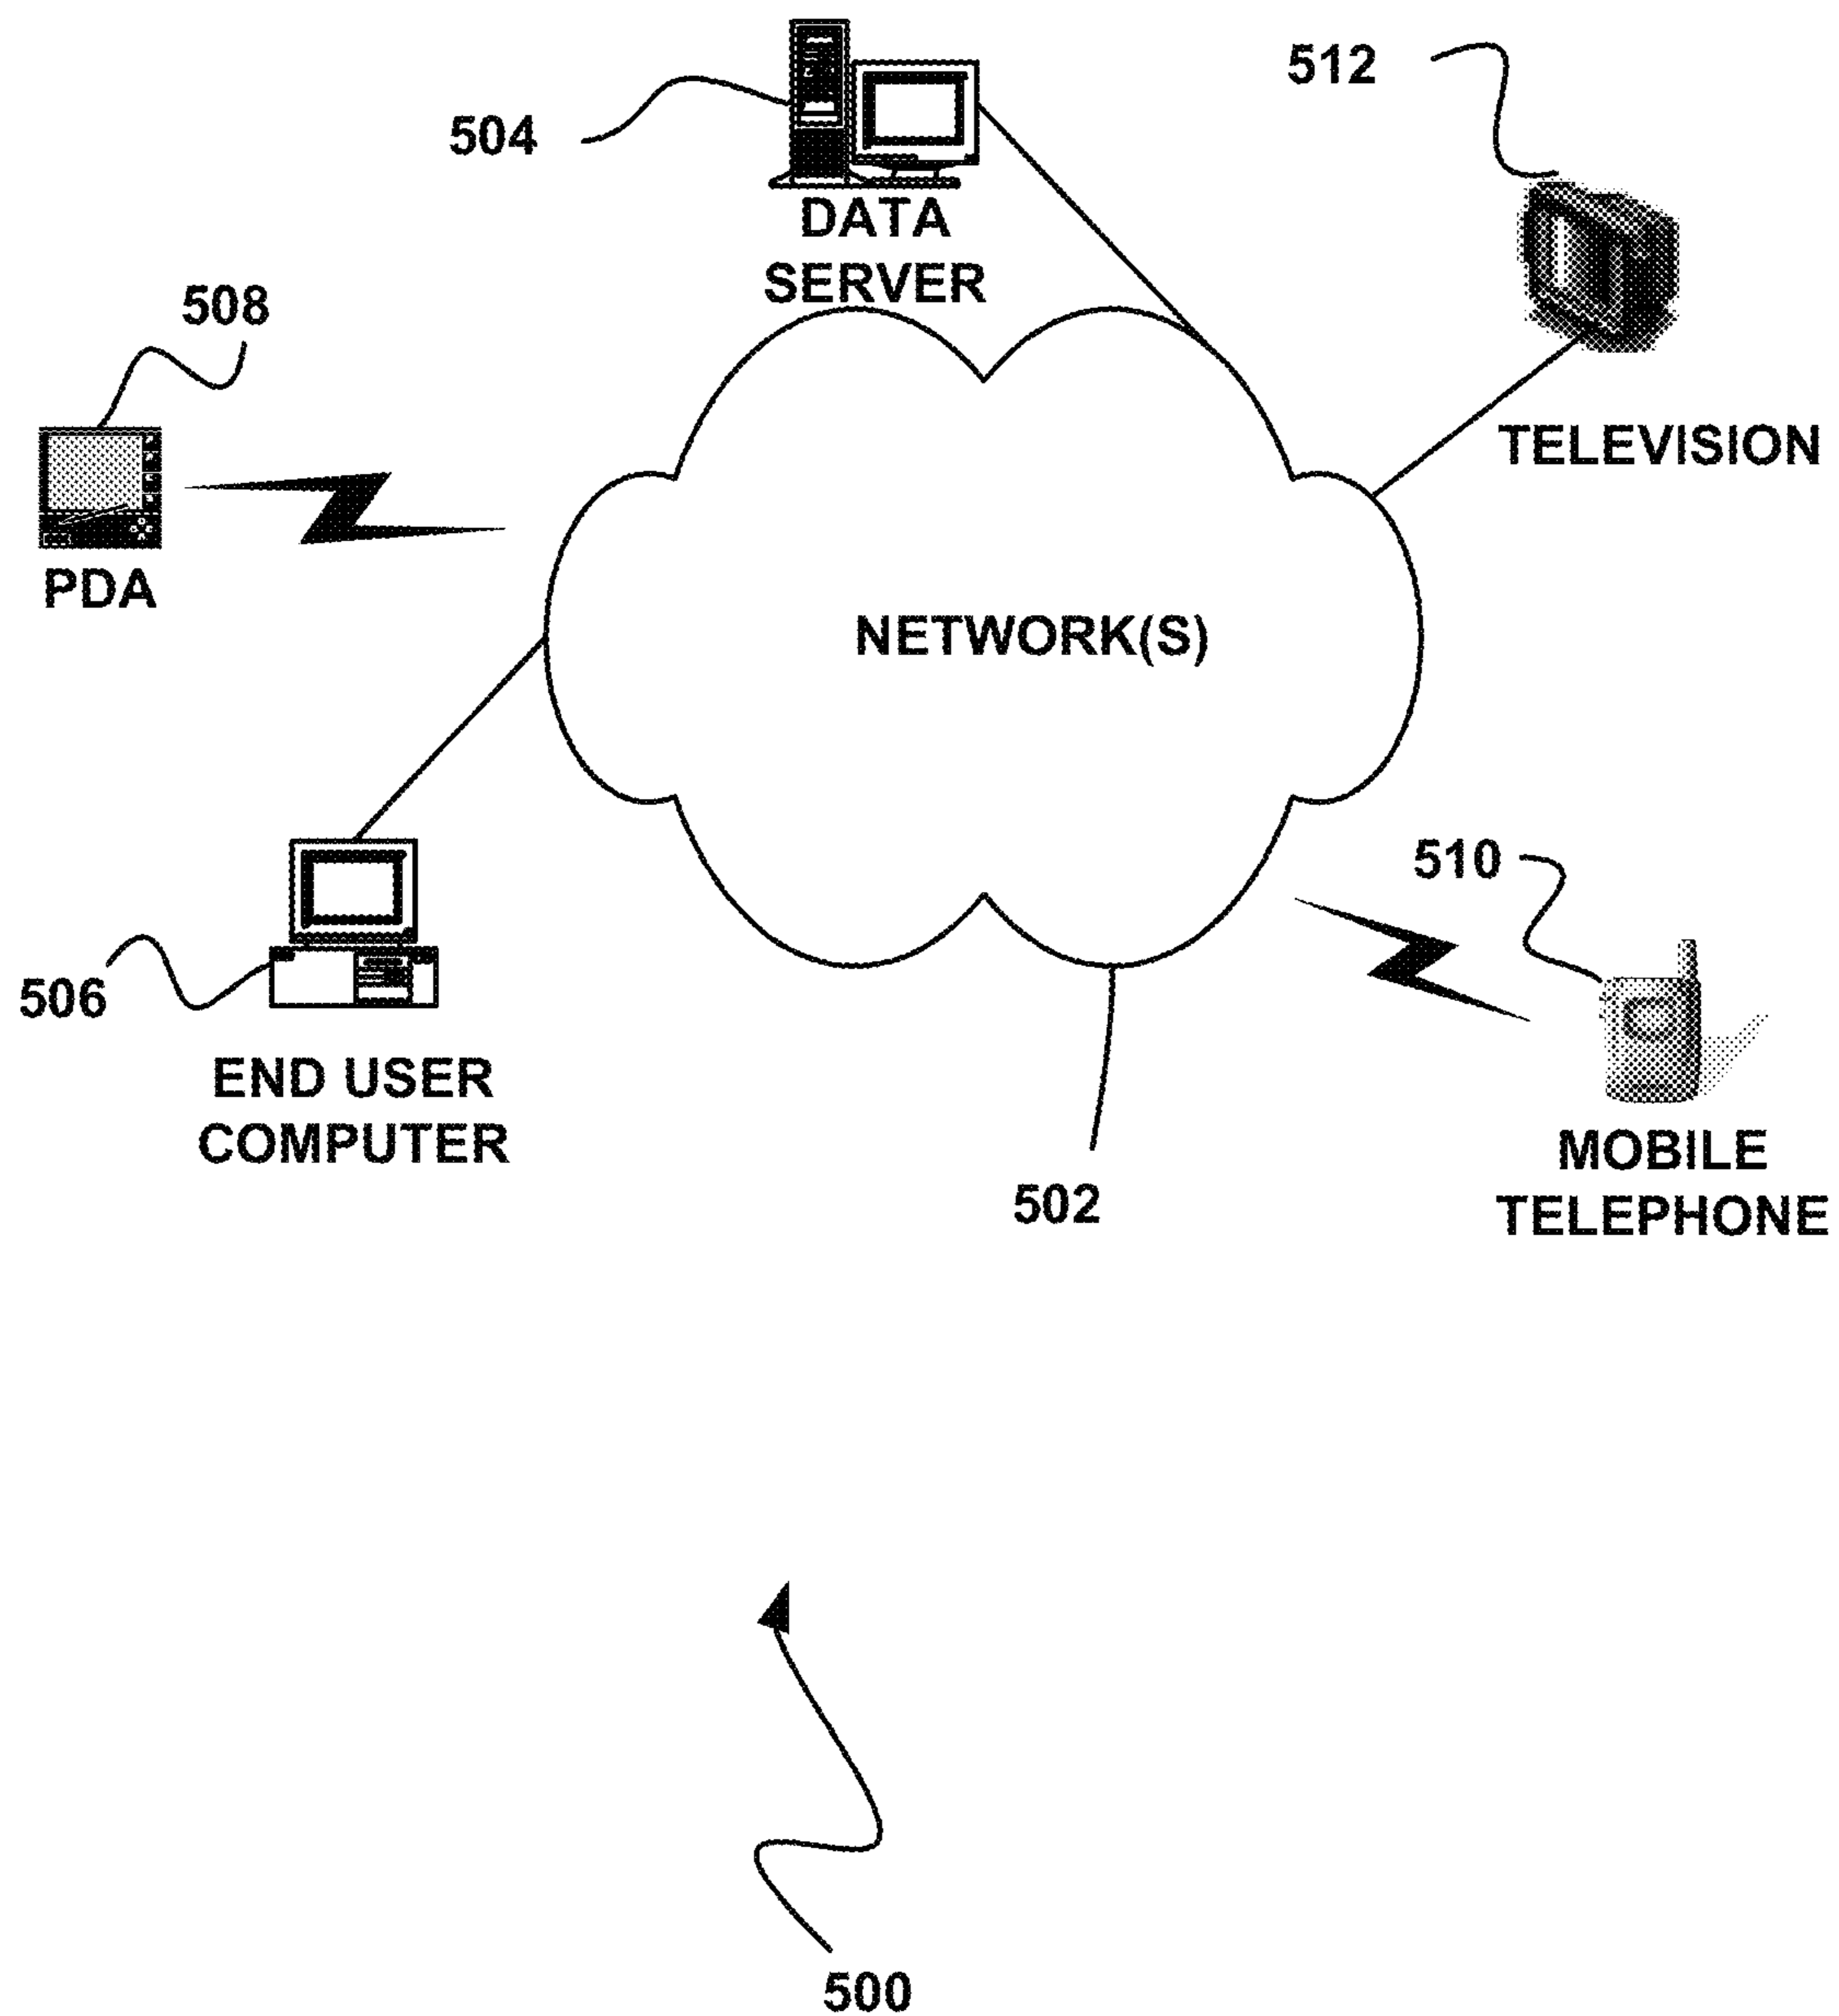 512
504
DATA
SERVER
508
TELEVISION
PDA
NETWORK(S)
510
506
END USER
COMPUTER
MOBILE
TELEPHONE
502
500